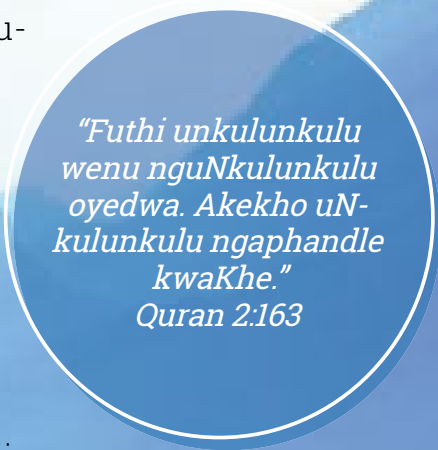 u-
“Futhi unkulunkulu
wenu nguNkulunkulu
oyedwa. Akekho uN-
kulunkulu ngaphandle
kwaKhe.”
Quran 2:163
.